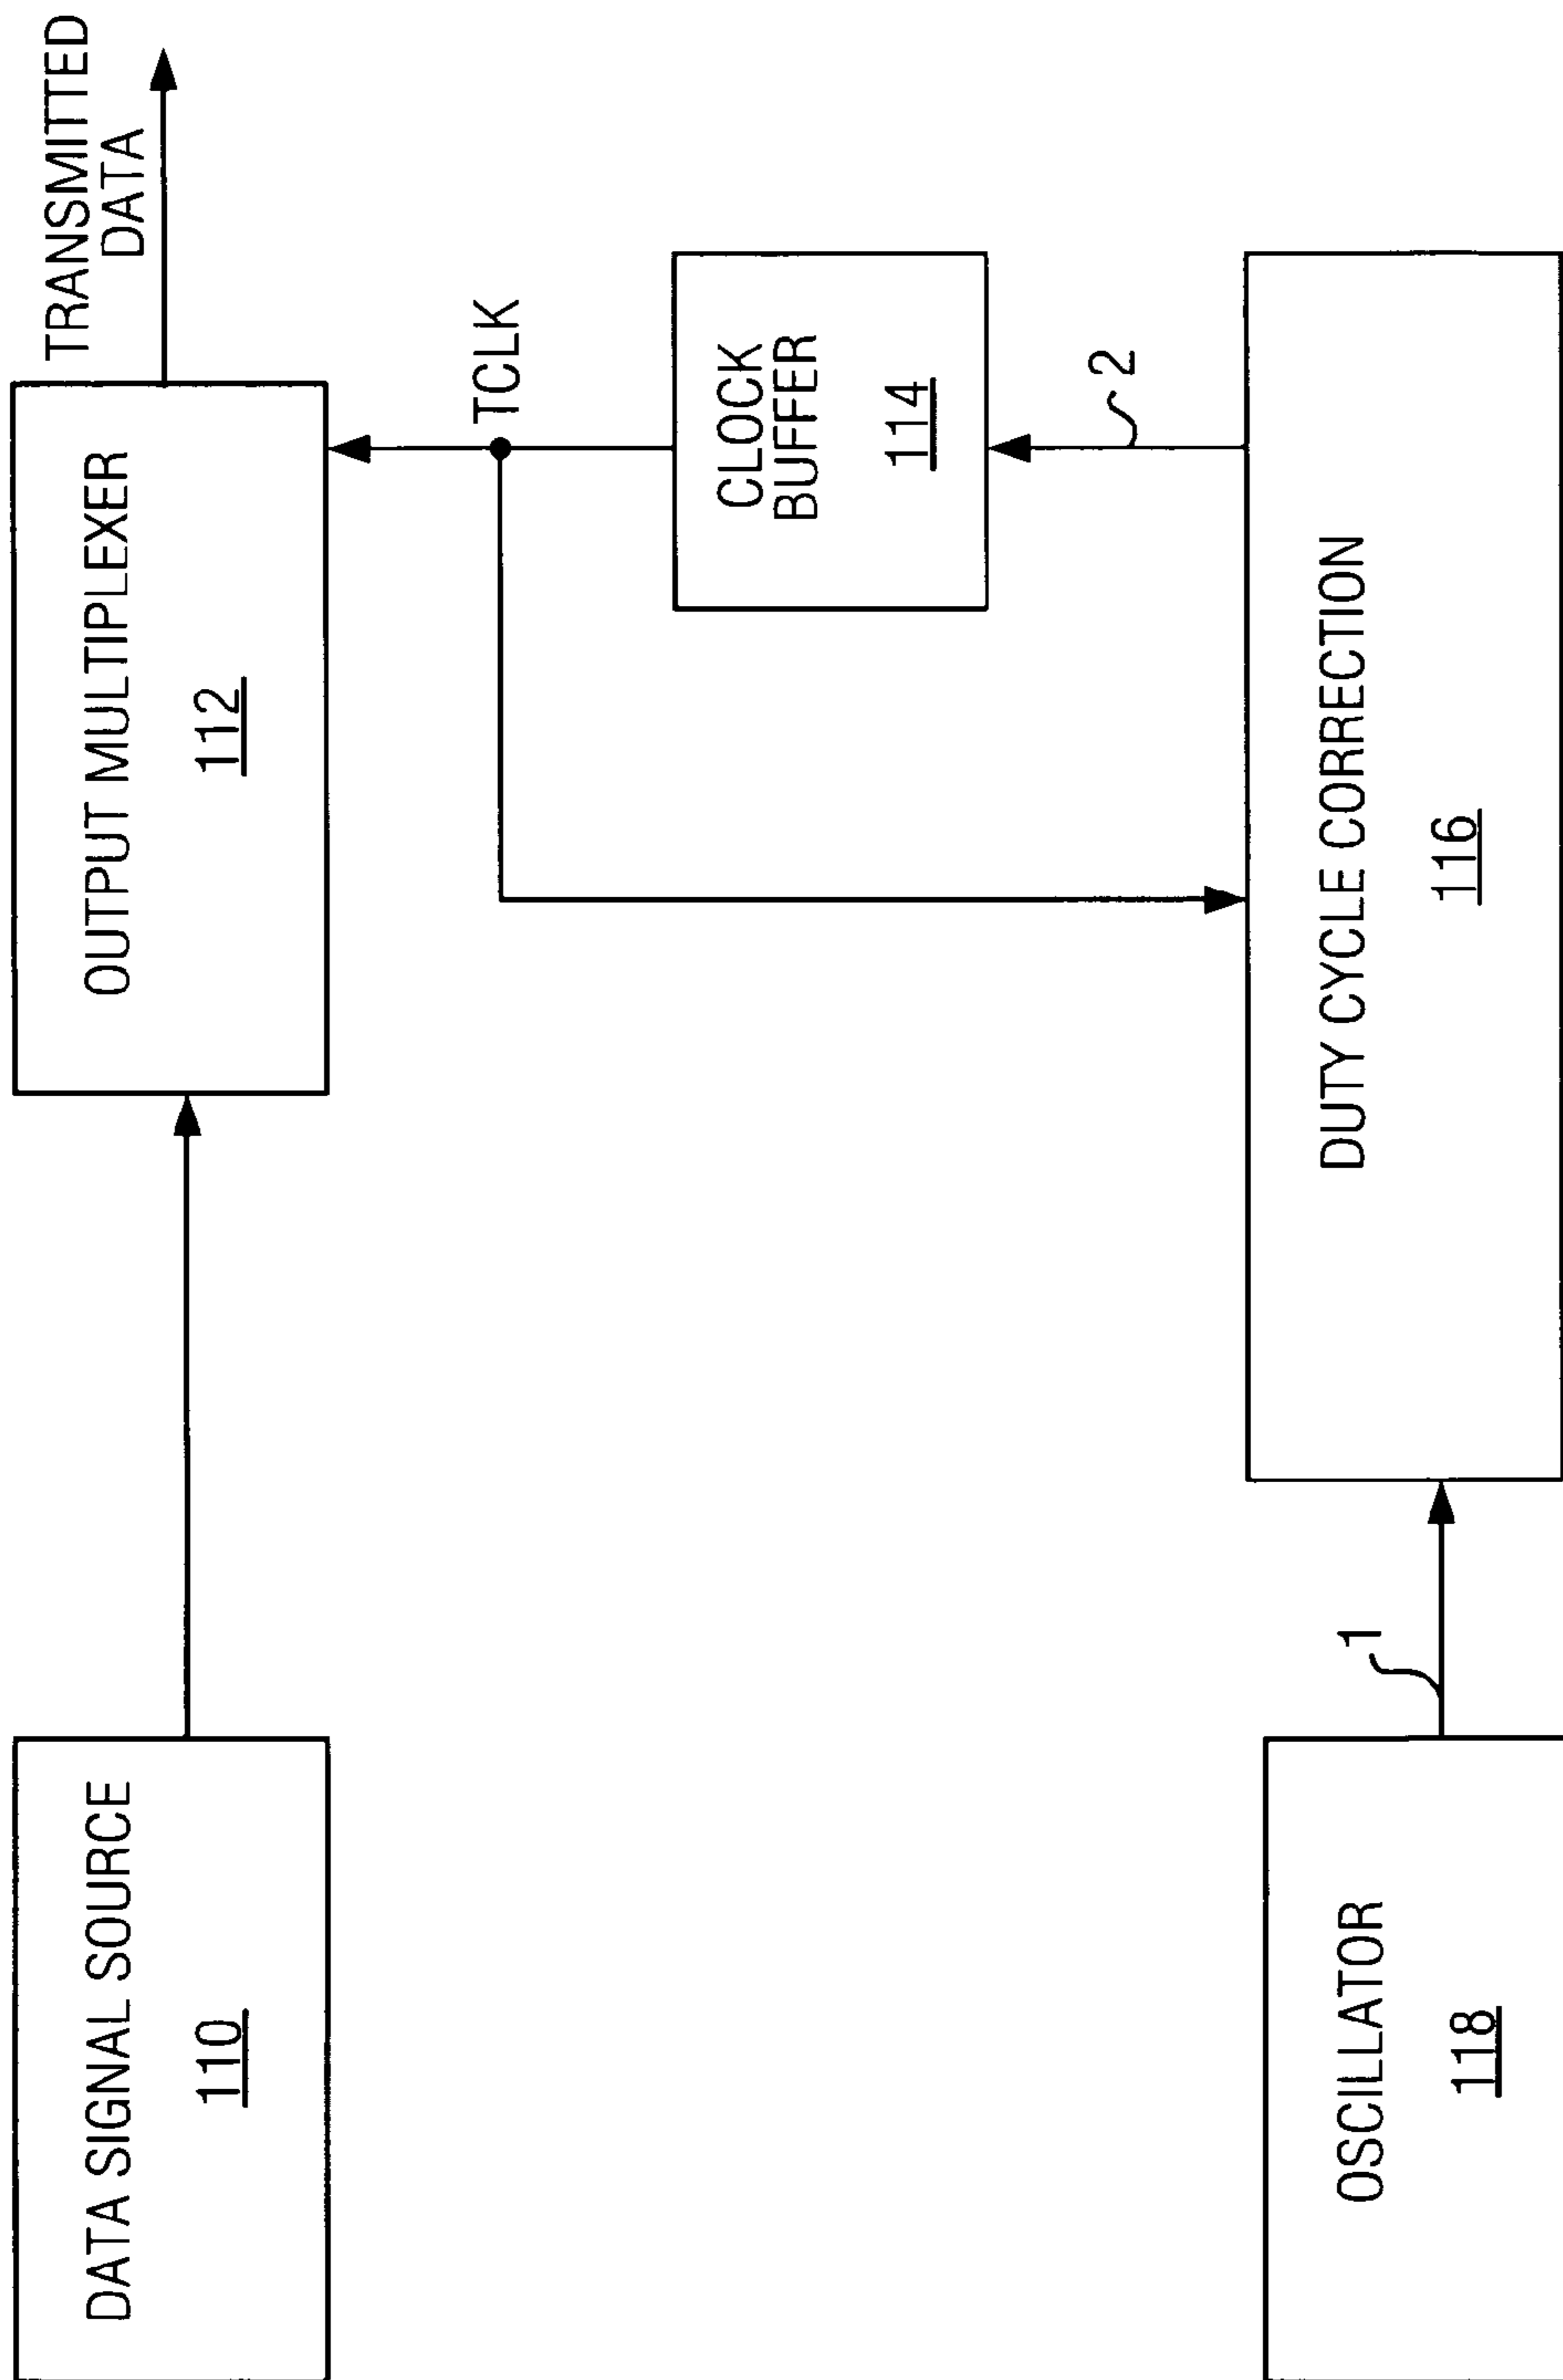 DATA SIGNAL SOURCE
110
OUTPUT MULTIPLEXER
112
TRANSMITTED
DATA
TCLK
CLOCK
BUFFER
114
2
OSCILLATOR
118
1
DUTY CYCLE CORRECTION
116